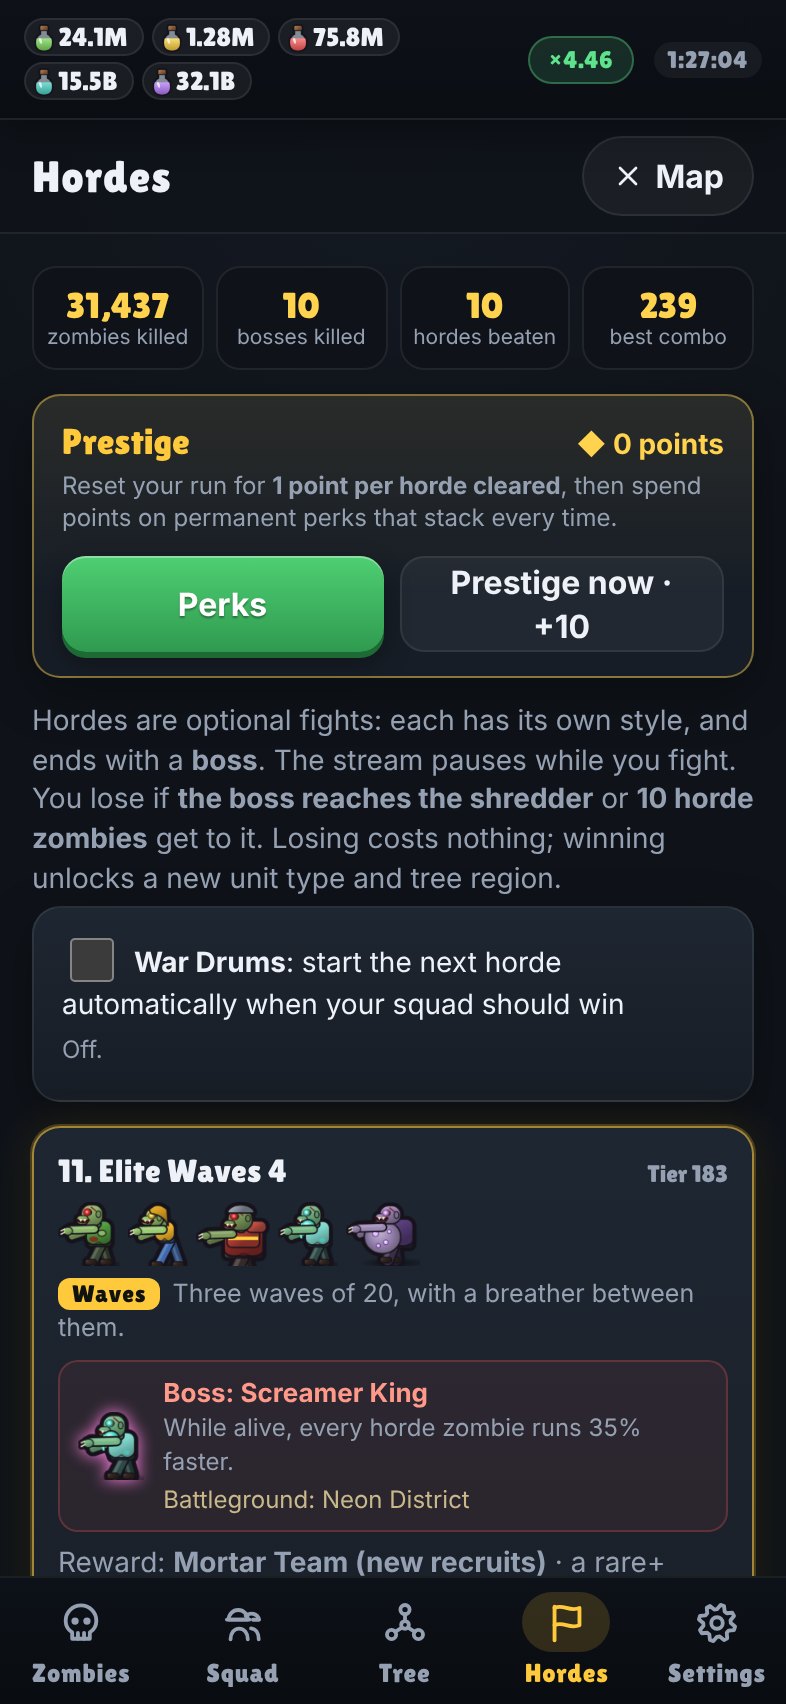 24.1M 1.28M 75.8M
15.5B 32.1B
×4.46 1:27:04
Hordes
× Map
31,437 10 10 239
zombies killed bosses killed hordes beaten best combo
Prestige 0 points
Reset your run for 1 point per horde cleared, then spend
points on permanent perks that stack every time.
Perks
Prestige now ·
+10
Hordes are optional fights: each has its own style, and
ends with a boss. The stream pauses while you fight.
You lose if the boss reaches the shredder or 10 horde
zombies get to it. Losing costs nothing; winning
unlocks a new unit type and tree region.
War Drums: start the next horde
automatically when your squad should win
Off.
11. Elite Waves 4 Tier 183
Waves Three waves of 20, with a breather between
them.
Boss: Screamer King
While alive, every horde zombie runs 35%
faster.
Battleground: Neon District
Reward: Mortar Team (new recruits) · a rare+
Zombies Squad Tree Hordes Settings